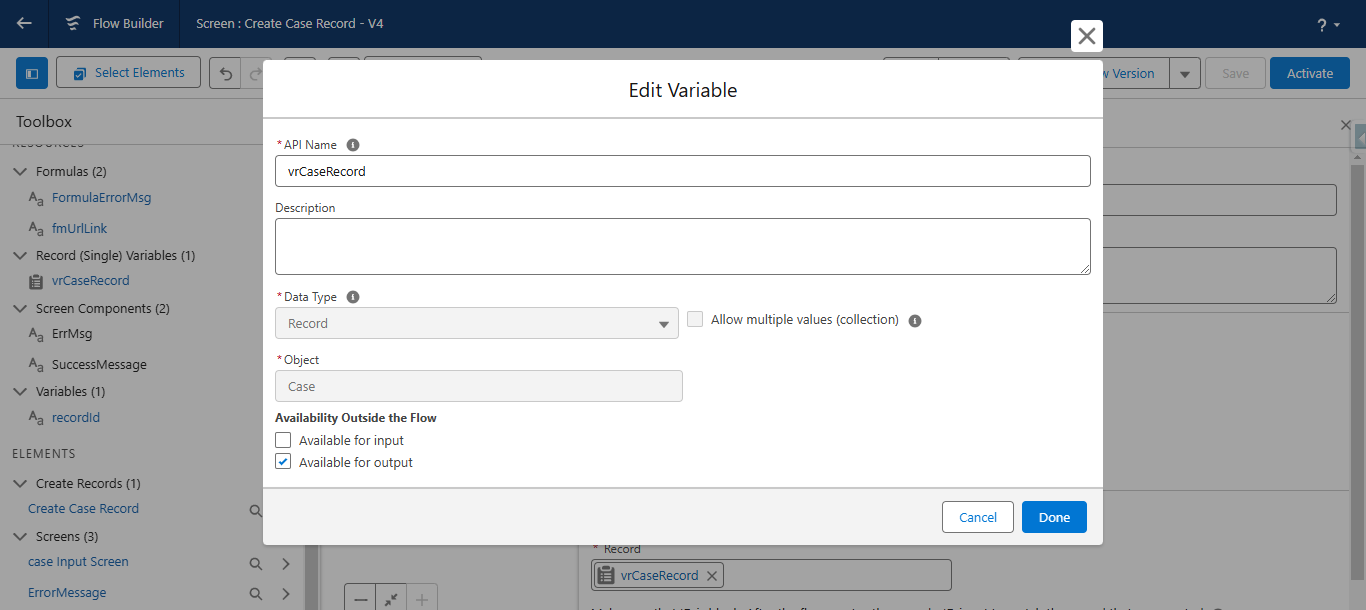 Flow Builder
Screen : Create Case Record - V4
?
Select Elements
Version
Save
Activate
Toolbox
Edit Variable
* API Name
vrCaseRecord
Description
* Data Type
Record
Allow multiple values (collection)
* Object
Case
Availability Outside the Flow
Available for input
Available for output
Cancel
Done
RESOURCES
Formulas (2)
FormulaErrorMsg
fmUrlLink
Record (Single) Variables (1)
vrCaseRecord
Screen Components (2)
ErrMsg
SuccessMessage
Variables (1)
recordId
ELEMENTS
Create Records (1)
Create Case Record
Screens (3)
case Input Screen
ErrorMessage
* Record
vrCaseRecord